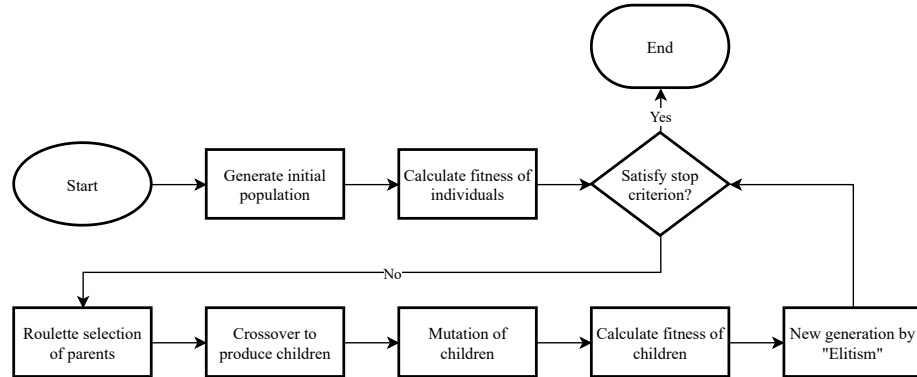 End
Yes
Start
Generate initial
population
Calculate fitness of
individuals
Satisfy stop
criterion?
No
Roulette selection
of parents
Crossover to
produce children
Mutation of
children
Calculate fitness of
children
New generation by
"Elitism"